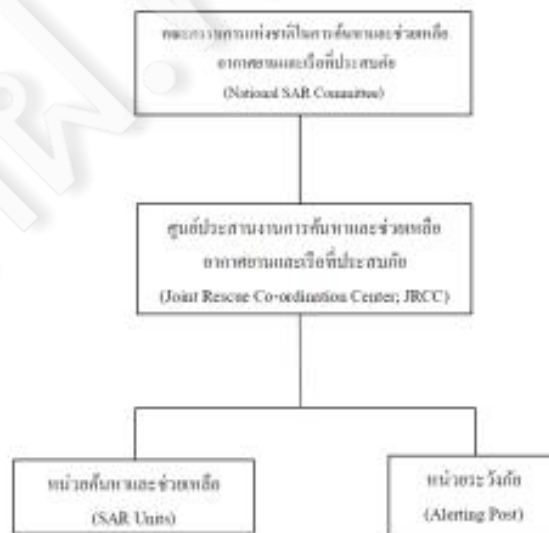 คณะกรรมการแห่งชาติในการค้นหาและช่วยเหลือ
อากาศยานและเรือที่ประสบภัย
(National SAR Committee)
ศูนย์ประสานงานการค้นหาและช่วยเหลือ
อากาศยานและเรือที่ประสบภัย
(Joint Rescue Co-ordination Center; JRCC)
หน่วยค้นหาและช่วยเหลือ
(SAR Units)
หน่วยระวังภัย
(Alerting Post)